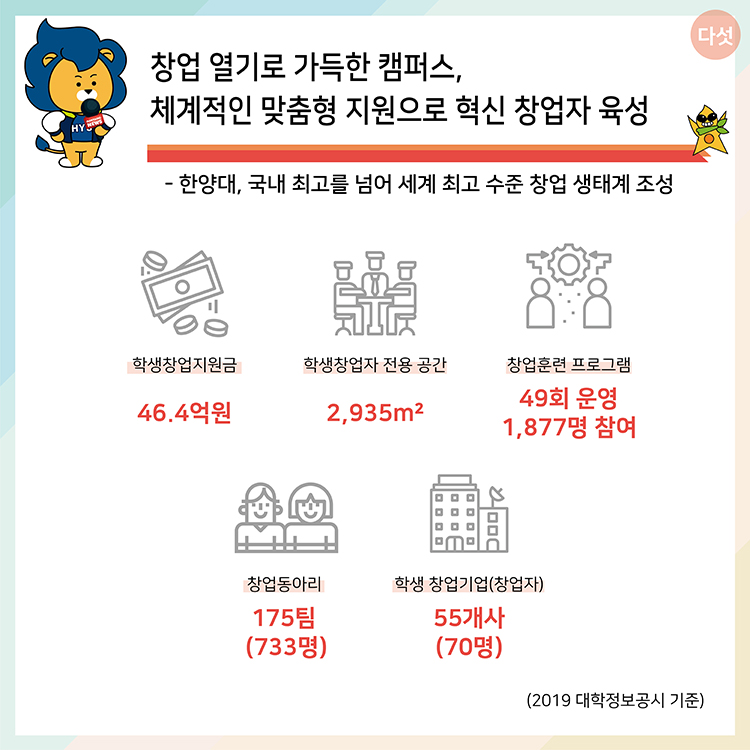 다섯
창업 열기로 가득한 캠퍼스,
체계적인 맞춤형 지원으로 혁신 창업자 육성
- 한양대, 국내 최고를 넘어 세계 최고 수준 창업 생태계 조성
HY
NEWS
학생창업지원금
46.4억원
학생창업자 전용 공간
2,935m²
창업훈련 프로그램
49회 운영
1,877명 참여
창업동아리
175팀
(733명)
학생 창업기업(창업자)
55개사
(70명)
(2019 대학정보공시 기준)